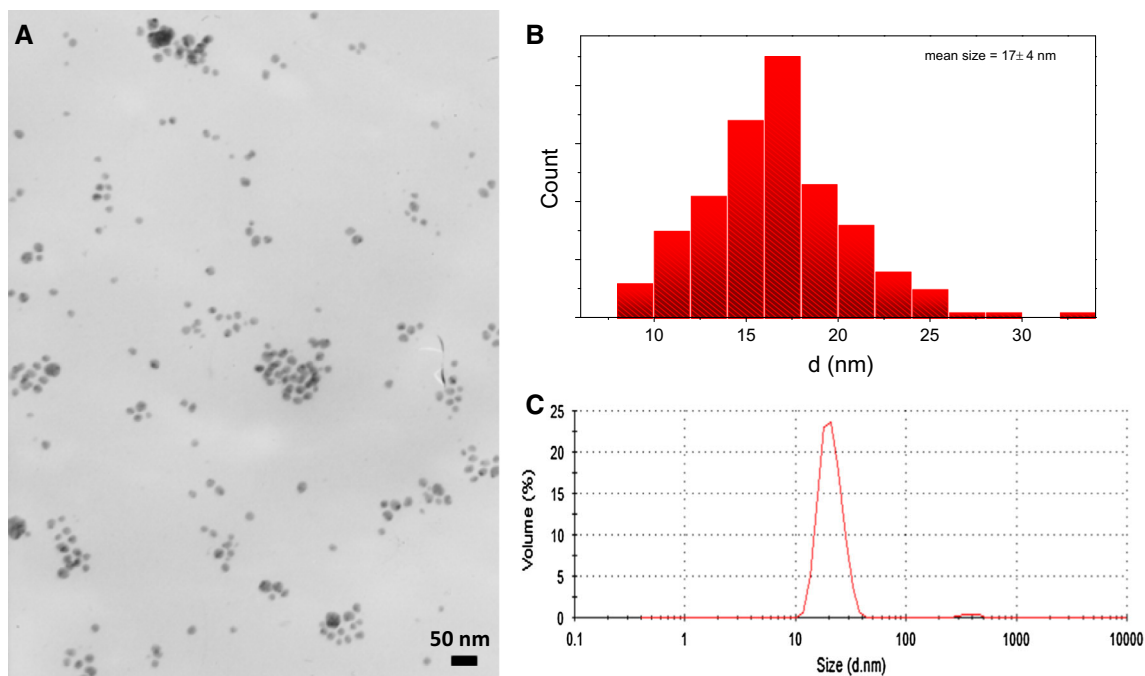 A
50 nm
B
mean size = 17± 4 nm
Count
10 15 20 25 30
d (nm)
C
25
20
15
10
5
0
Volume (%)
0.1 1 10 100 1000 10000
Size (d.nm)